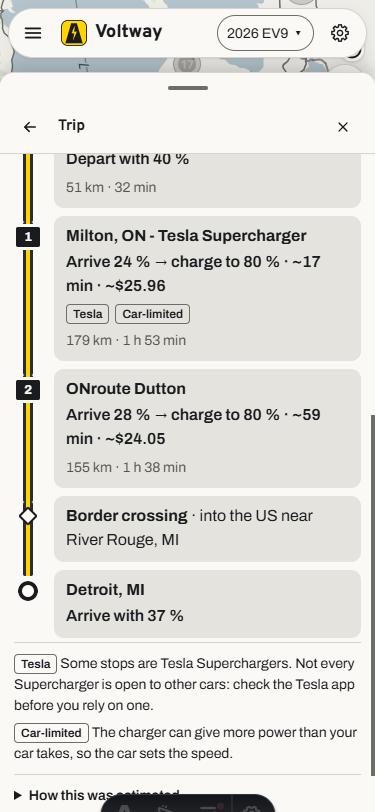 Voltway
2026 EV9
17
Trip
Depart with 40 %
51 km · 32 min
1
Milton, ON - Tesla Supercharger
Arrive 24 % → charge to 80 % · ~17
min · ~$25.96
Tesla Car-limited
179 km · 1 h 53 min
2
ONroute Dutton
Arrive 28 % → charge to 80 % · ~59
min · ~$24.05
155 km · 1 h 38 min
Border crossing · into the US near
River Rouge, MI
Detroit, MI
Arrive with 37 %
Tesla Some stops are Tesla Superchargers. Not every
Supercharger is open to other cars: check the Tesla app
before you rely on one.
Car-limited The charger can give more power than your
car takes, so the car sets the speed.
How this was estimated